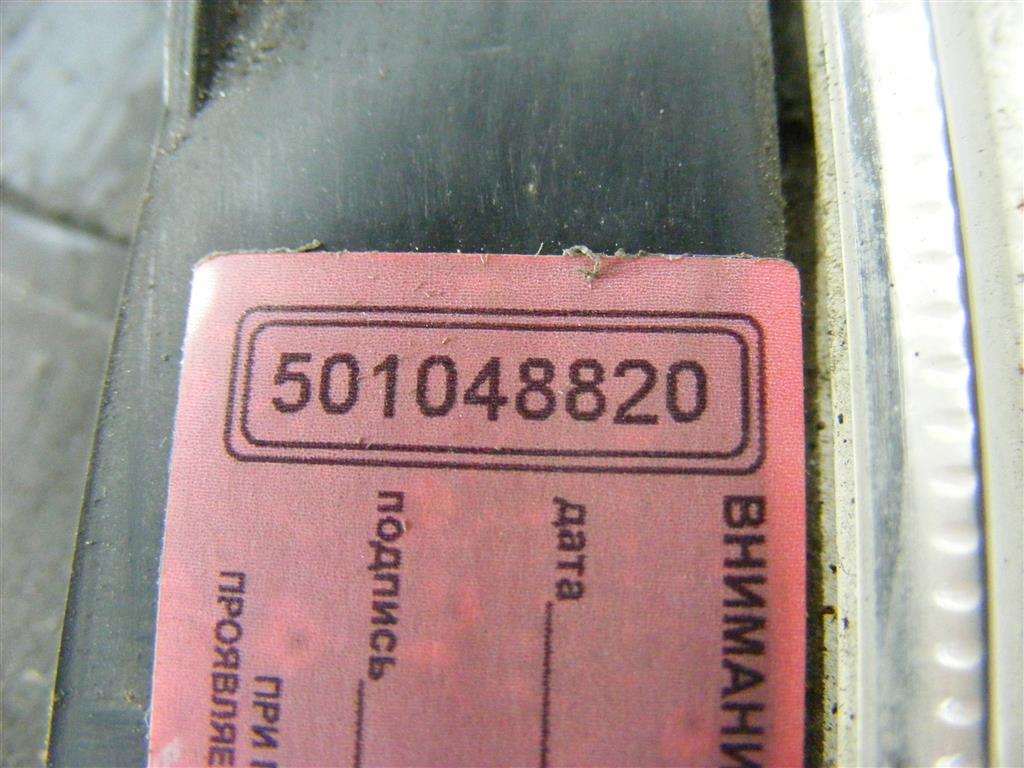 501048820
ВНИМАНИ
дата
подпись
ПРИ
ПРОЯВЛЯЕ